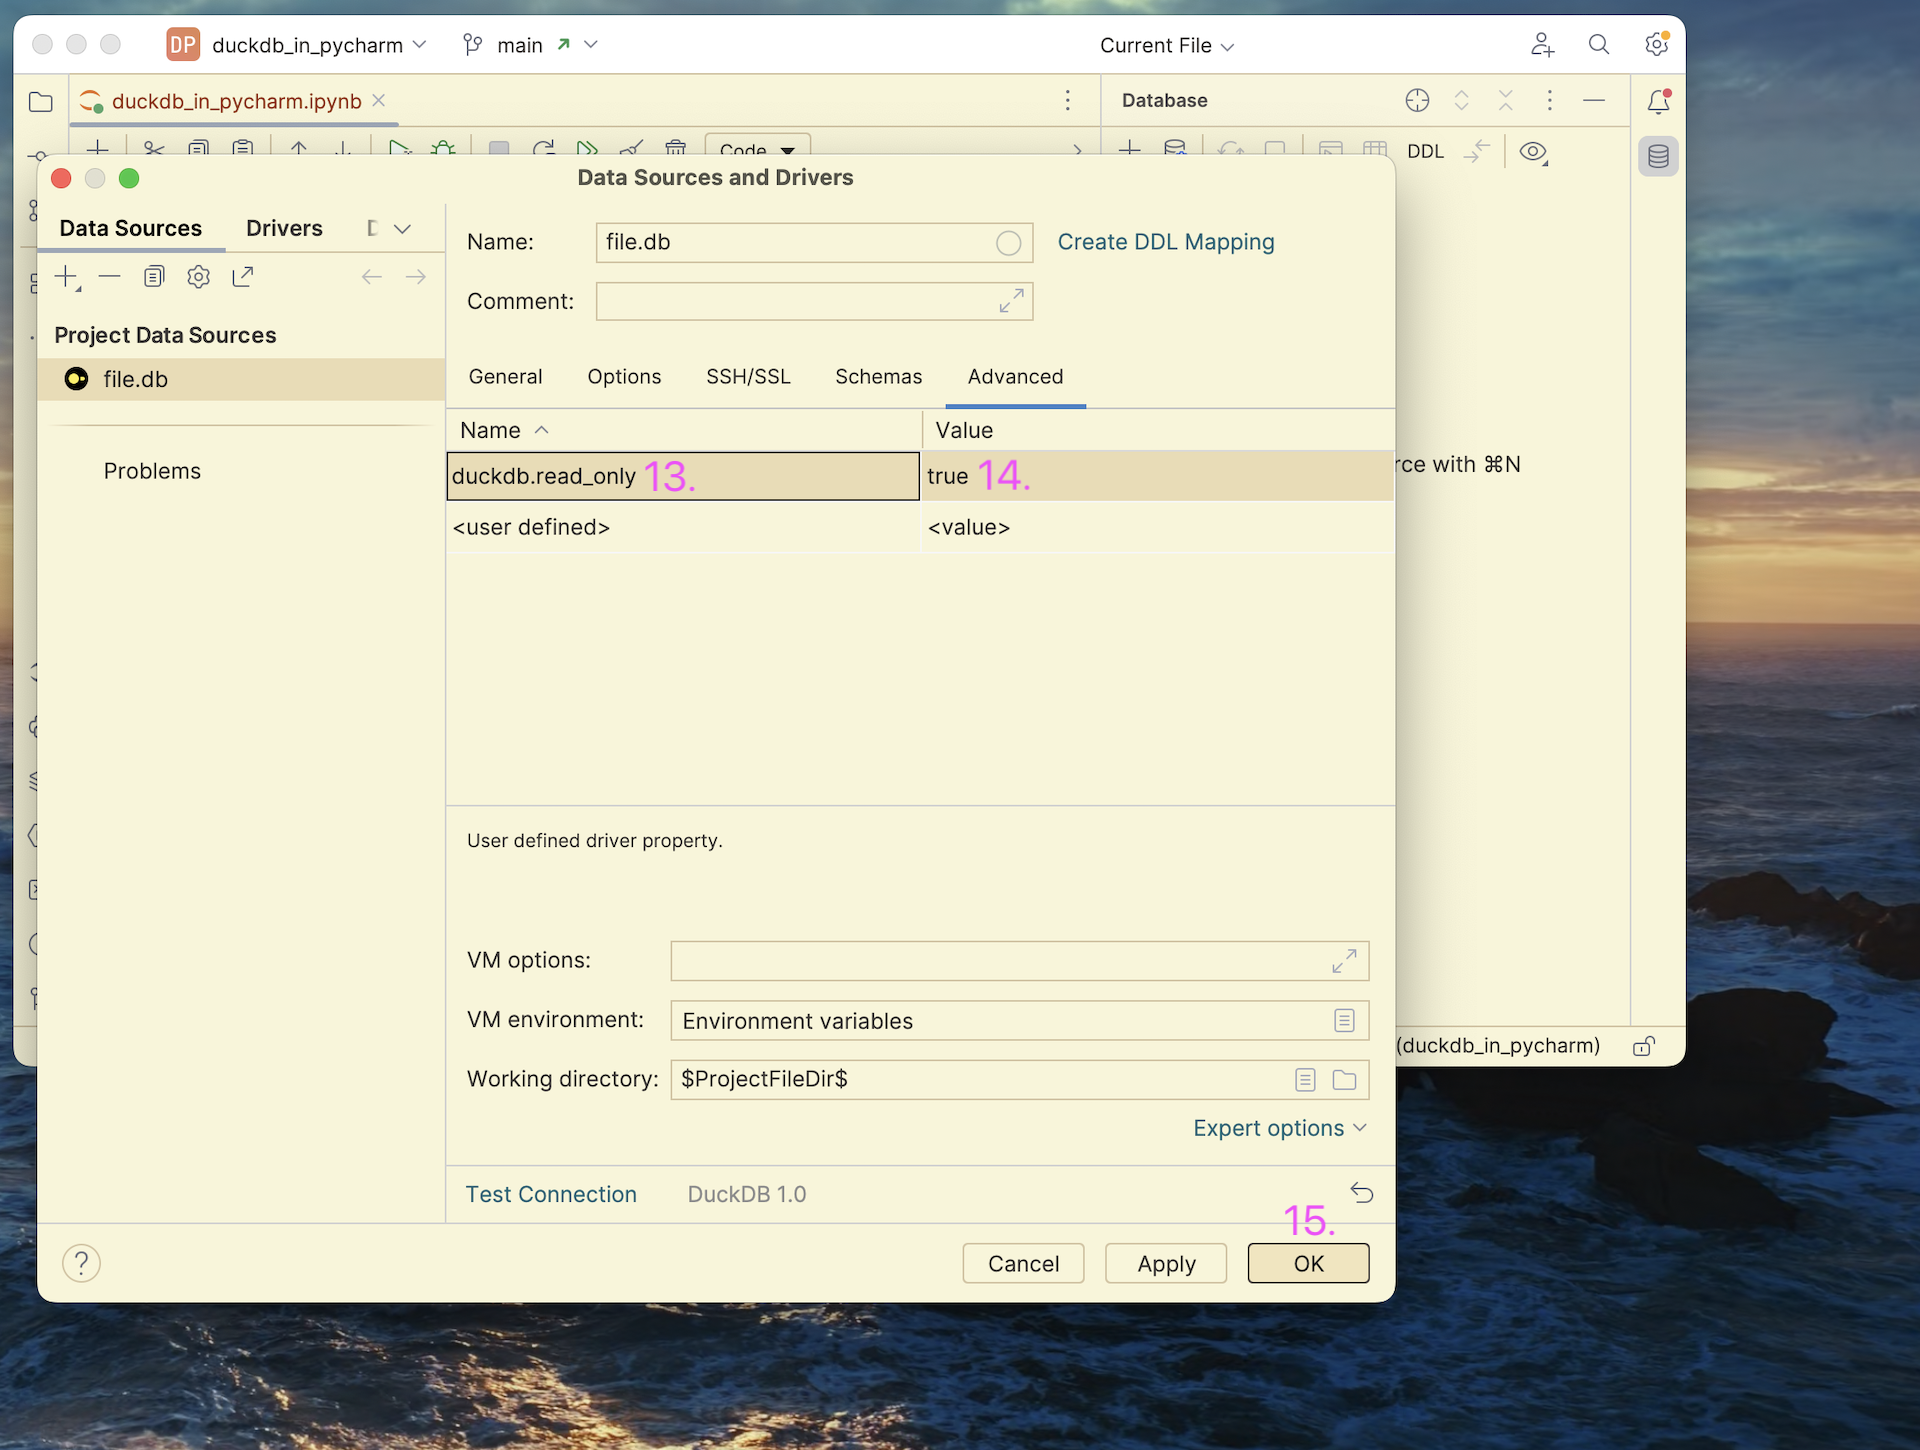 DP duckdb_in_pycharm main Current File
duckdb_in_pycharm.ipynb Database
Code DDL
Data Sources and Drivers
Data Sources Drivers
Name: file.db Create DDL Mapping
Comment:
Project Data Sources
file.db
Problems
General Options SSH/SSL Schemas Advanced
Name Value
duckdb.read_only 13. true 14.
<user defined> <value>
with ⌘N
User defined driver property.
VM options:
VM environment: Environment variables
Working directory: $ProjectFileDir$
(duckdb_in_pycharm)
Expert options
Test Connection DuckDB 1.0
15.
? Cancel Apply OK